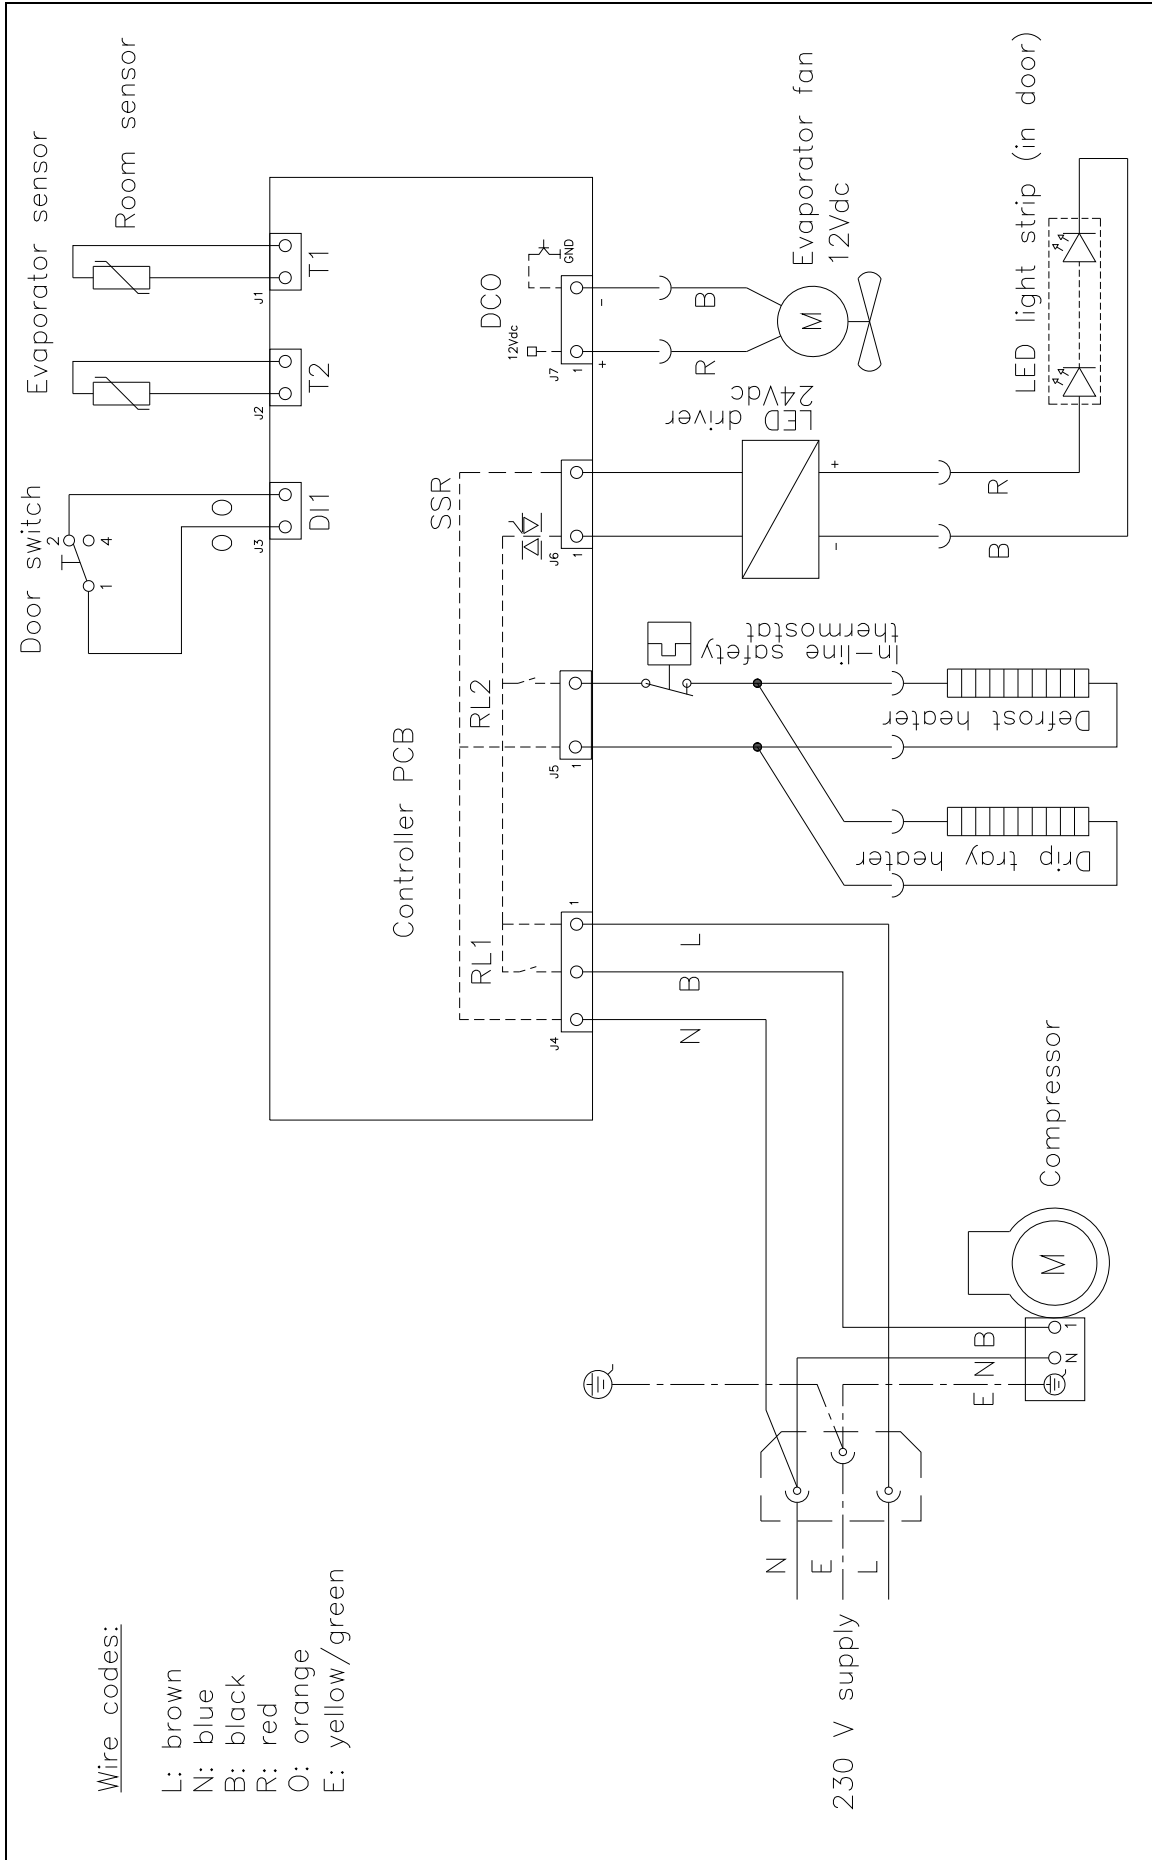 Wire codes:
L: brown
N: blue
B: black
R: red
O: orange
E: yellow/green
Door switch
2
4
1
O O
Evaporator sensor
Room sensor
J3
DI1
J2
T2
J1
T1
Controller PCB
RL1
RL2
SSR
DCO
12Vdc
GND
J4
1
J5
1
J6
1
J7
1
+
-
N
B
L
In-line safety
thermostat
LED driver
24Vdc
-
+
B
R
R
B
M
Evaporator fan
12Vdc
LED light strip (in door)
Drip tray heater
Defrost heater
230 V supply
N
E
L
E N B
N
1
M
Compressor